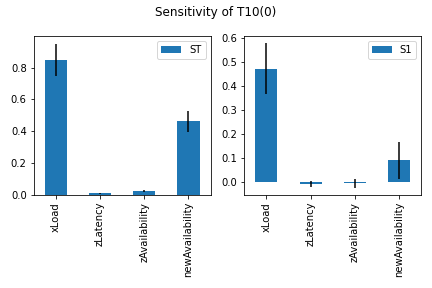 Sensitivity of T10(0)
ST
0.8
0.6
0.4
0.2
0.0
xLoad
zLatency
zAvailability
newAvailability
S1
0.6
0.5
0.4
0.3
0.2
0.1
0.0
xLoad
zLatency
zAvailability
newAvailability